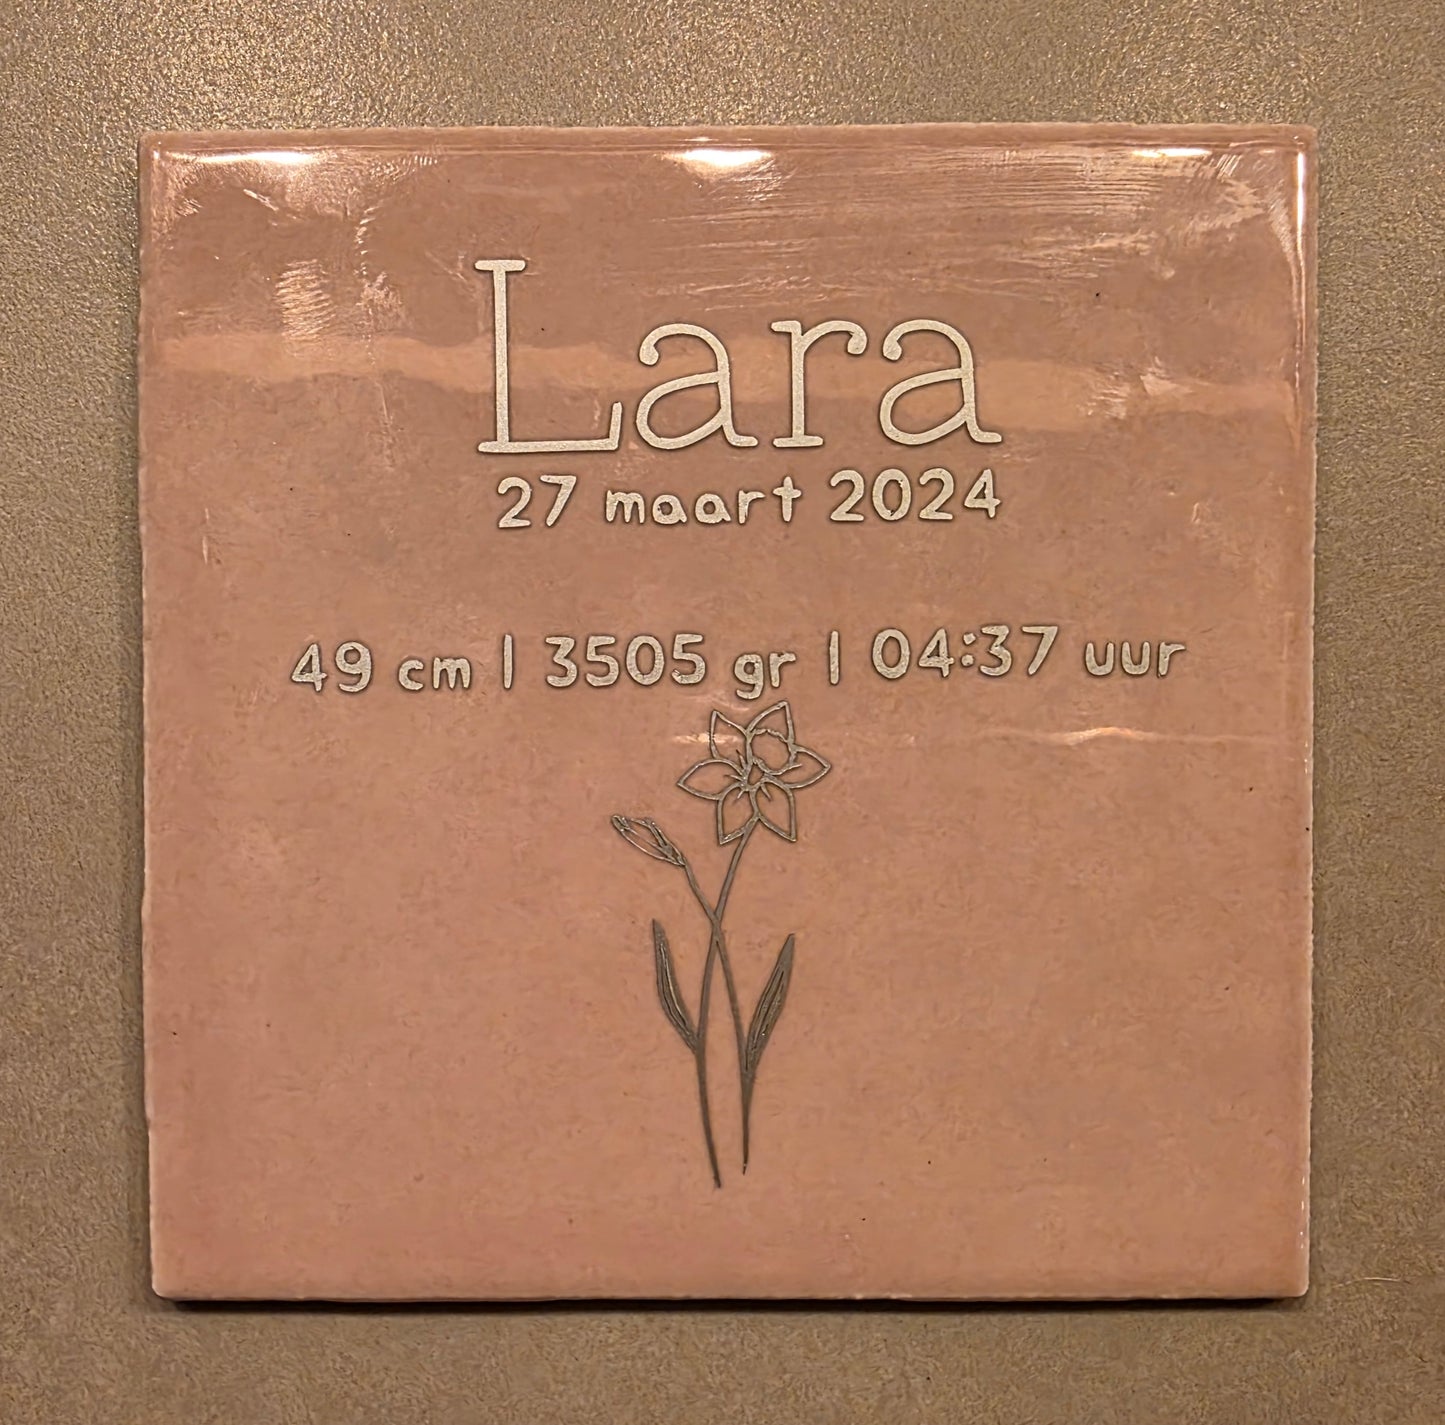 Lara
27 maart 2024
49 cm | 3505 gr | 04:37 uur